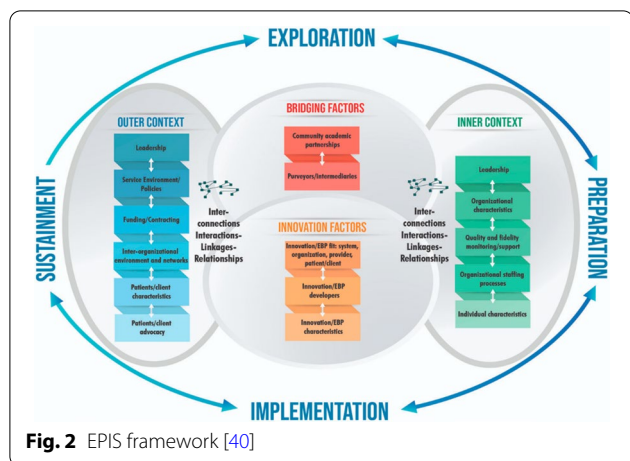 EXPLORATION
OUTER CONTEXT
Leadership
Service Environment/
Policies
Funding/Contracting
Inter-organizational
environment and networks
Patients/client
characteristics
Patients/client
advocacy
BRIDGING FACTORS
Community academic
partnerships
Purveyors/intermediaries
INNOVATION FACTORS
Innovation/EBP fit: system,
organization, provider,
patient/client
Innovation/EBP
developers
Innovation/EBP
characteristics
INNER CONTEXT
Leadership
Organizational
characteristics
Quality and fidelity
monitoring/support
Organizational staffing
processes
Individual characteristics
Inter-
connections
Interactions-
Linkages-
Relationships
Inter-
connections
Interactions-
Linkages-
Relationships
SUSTAINMENT
PREPARATION
IMPLEMENTATION
Fig. 2 EPIS framework [40]